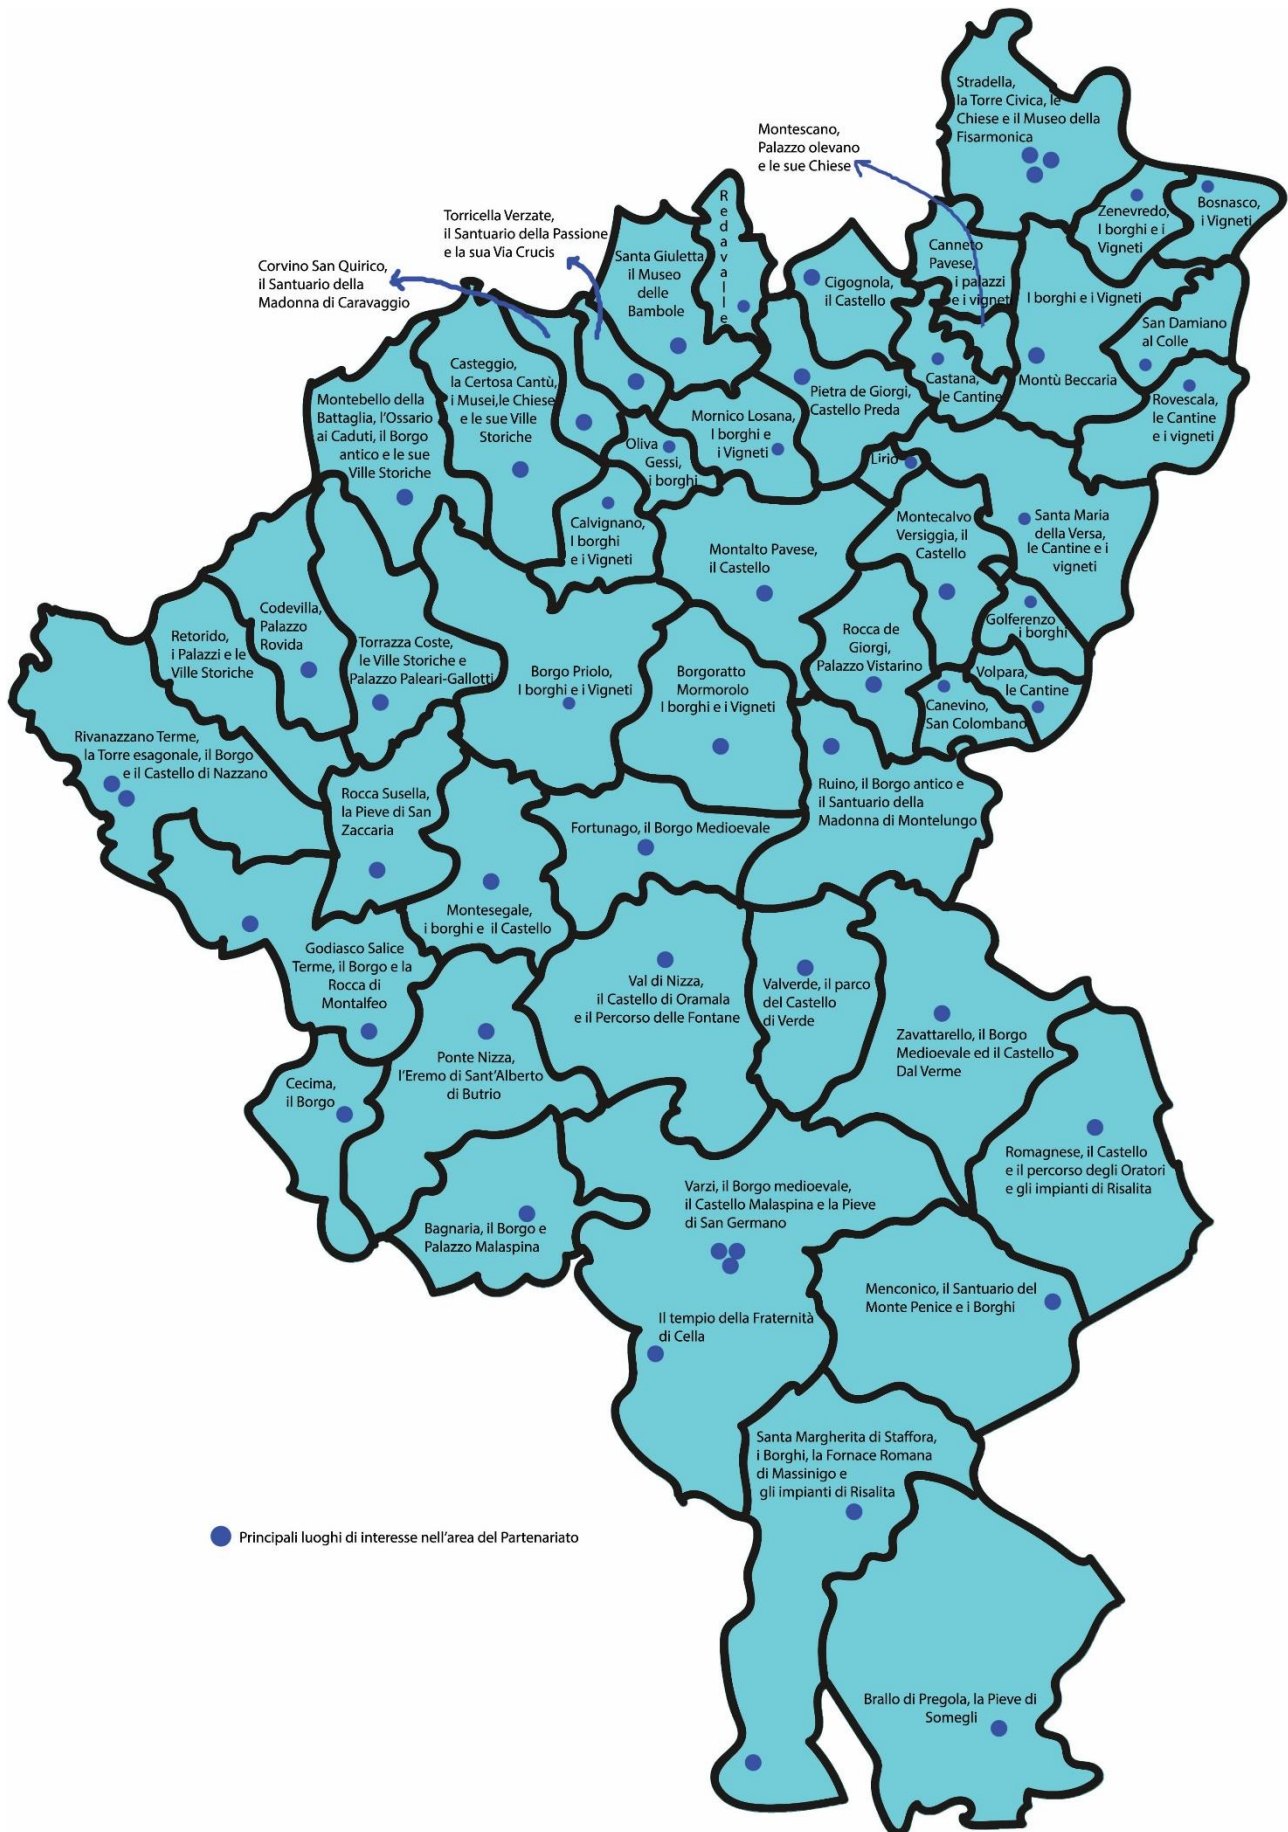 Stradella,
la Torre Civica, le
Chiese e il Museo della
Fisarmonica
Montescano,
Palazzo olevano
e le sue Chiese
Zenevredo,
I borghi e i
Vigneti
Bosnasco,
i Vigneti
Redavalle
Torricella Verzate,
il Santuario della Passione
e la sua Via Crucis
Corvino San Quirico,
il Santuario della
Madonna di Caravaggio
Santa Giuletta,
il Museo
delle
Bambole
Cigognola,
il Castello
Canneto
Pavese,
i palazzi
e i vigneti
I borghi e i Vigneti
Montù Beccaria
San Damiano
al Colle
Rovescala,
le Cantine
e i vigneti
Castana,
le Cantine
Pietra de Giorgi,
Castello Preda
Casteggio,
la Certosa Cantù,
i Musei,le Chiese
e le sue Ville
Storiche
Montebello della
Battaglia, l'Ossario
ai Caduti, il Borgo
antico e le sue
Ville Storiche
Mornico Losana,
I borghi e
i Vigneti
Oliva
Gessi,
i borghi
Lirio
Calvignano,
I borghi
e i Vigneti
Montalto Pavese,
il Castello
Montecalvo
Versiggia, il
Castello
Santa Maria
della Versa,
le Cantine e i
vigneti
Golferenzo
i borghi
Volpara,
le Cantine
Canevino,
San Colombano
Rocca de
Giorgi,
Palazzo Vistarino
Codevilla,
Palazzo
Rovida
Retorido,
i Palazzi e le
Ville Storiche
Torrazza Coste,
le Ville Storiche e
Palazzo Paleari-Gallotti
Borgo Priolo,
I borghi e i Vigneti
Borgoratto
Mormorolo
I borghi e i Vigneti
Rivanazzano Terme,
la Torre esagonale, il Borgo
e il Castello di Nazzano
Rocca Susella,
la Pieve di San
Zaccaria
Ruino, il Borgo antico e
il Santuario della
Madonna di Montelungo
Fortunago, il Borgo Medioevale
Montesegale,
i borghi e il Castello
Godiasco Salice
Terme, il Borgo e la
Rocca di
Montalfeo
Val di Nizza,
il Castello di Oramala
e il Percorso delle Fontane
Valverde, il parco
del Castello
di Verde
Zavattarello, il Borgo
Medioevale ed il Castello
Dal Verme
Ponte Nizza,
l'Eremo di Sant'Alberto
di Butrio
Cecima,
il Borgo
Romagnese, il Castello
e il percorso degli Oratori
e gli impianti di Risalita
Varzi, il Borgo medioevale,
il Castello Malaspina e la Pieve
di San Germano
Bagnaria, il Borgo e
Palazzo Malaspina
Menconico, il Santuario del
Monte Penice e i Borghi
Il tempio della Fraternità
di Cella
Santa Margherita di Staffora,
i Borghi, la Fornace Romana
di Massinigo e
gli impianti di Risalita
Principali luoghi di interesse nell'area del Partenariato
Brallo di Pregola, la Pieve di
Somegli